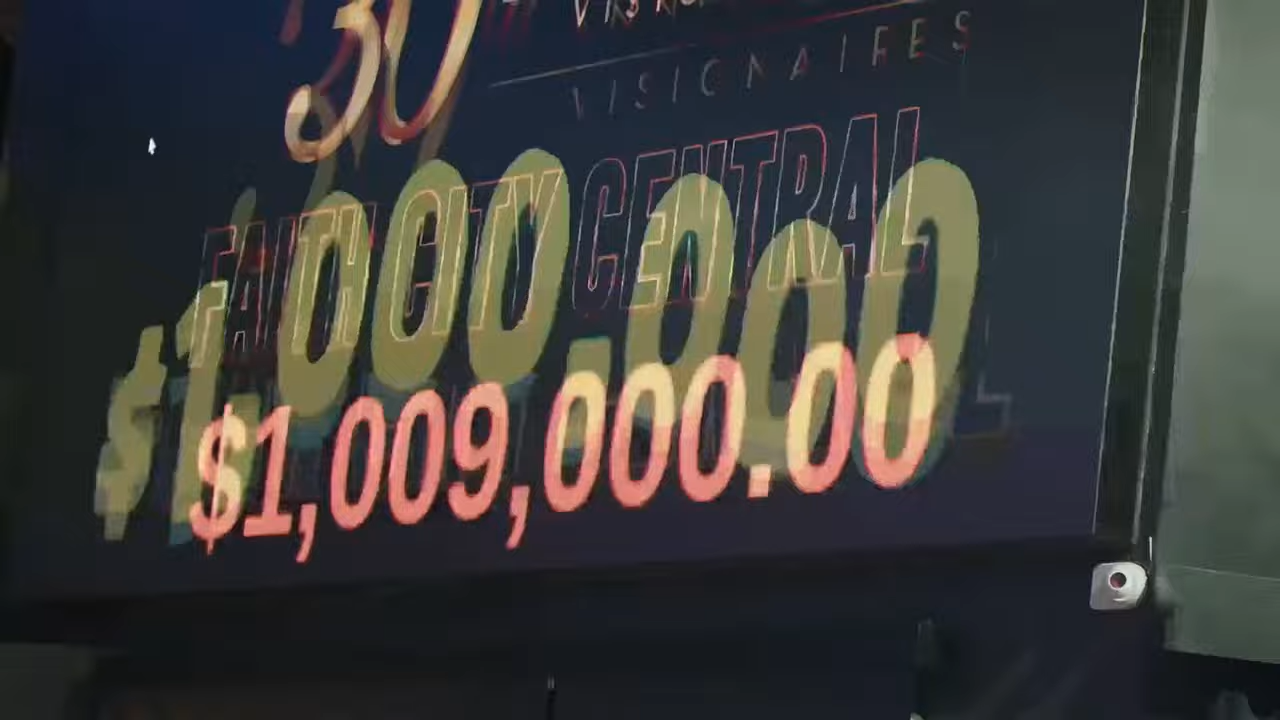 30
VISIONAIRES
FAITH CITY CENTRAL
$1,000,000
$1,009,000.00